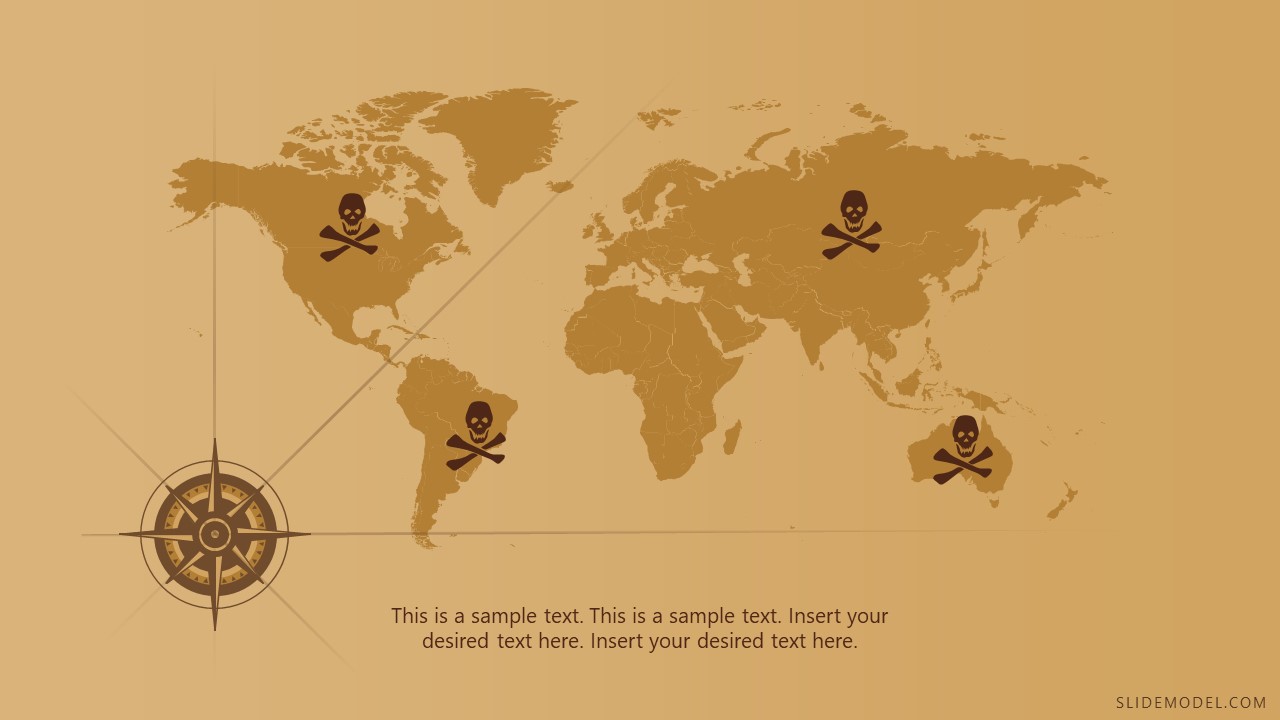 This is a sample text. This is a sample text. Insert your
desired text here. Insert your desired text here.
SLIDEMODEL.COM